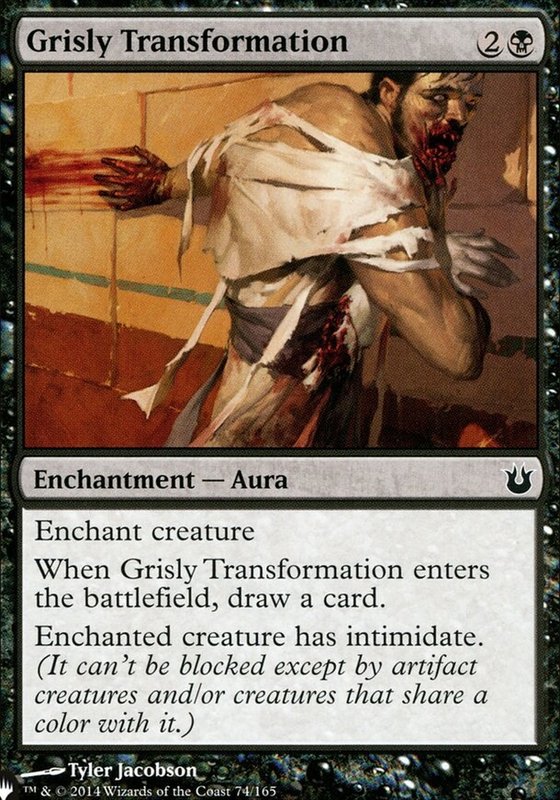 Grisly Transformation 2
Enchantment — Aura
Enchant creature
When Grisly Transformation enters
the battlefield, draw a card.
Enchanted creature has intimidate.
(It can't be blocked except by artifact
creatures and/or creatures that share a
color with it.)
Tyler Jacobson
™ & © 2014 Wizards of the Coast 74/165